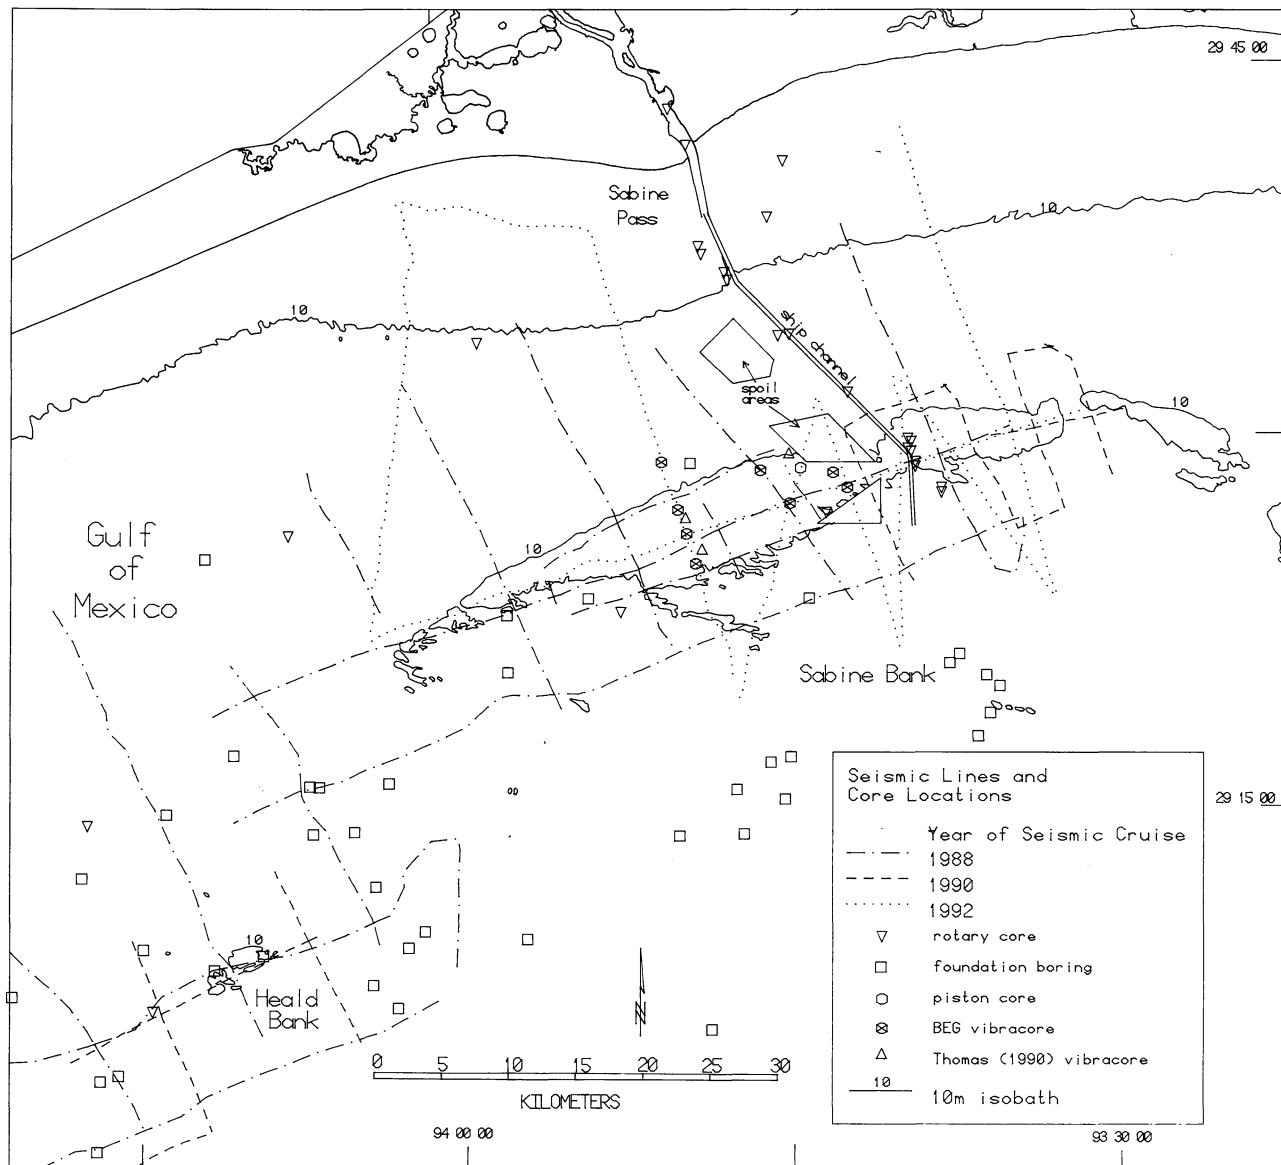 29 45 00
Sabine
Pass
10
10
ship channel
spoil
areas
10
Gulf
of
Mexico
10
Sabine Bank
Seismic Lines and
Core Locations
Year of Seismic Cruise
1988
1990
1992
rotary core
foundation boring
piston core
BEG vibracore
Thomas (1990) vibracore
10
10m isobath
29 15 00
10
Heald
Bank
N
0 5 10 15 20 25 30
KILOMETERS
94 00 00
93 30 00